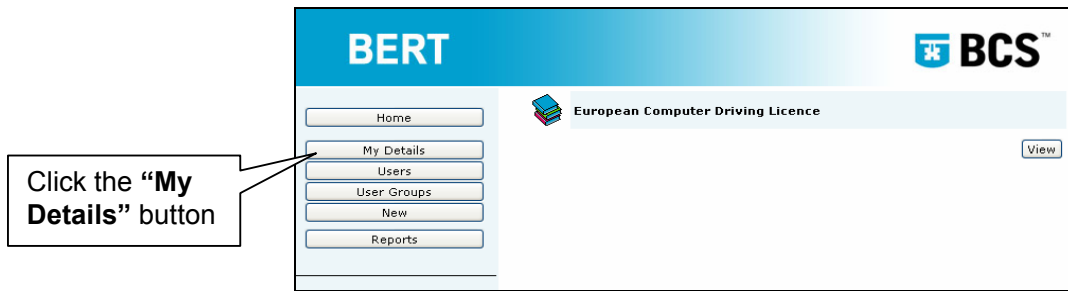 BERT
BCS™
Home
My Details
Users
User Groups
New
Reports
European Computer Driving Licence
View
Click the “My
Details” button